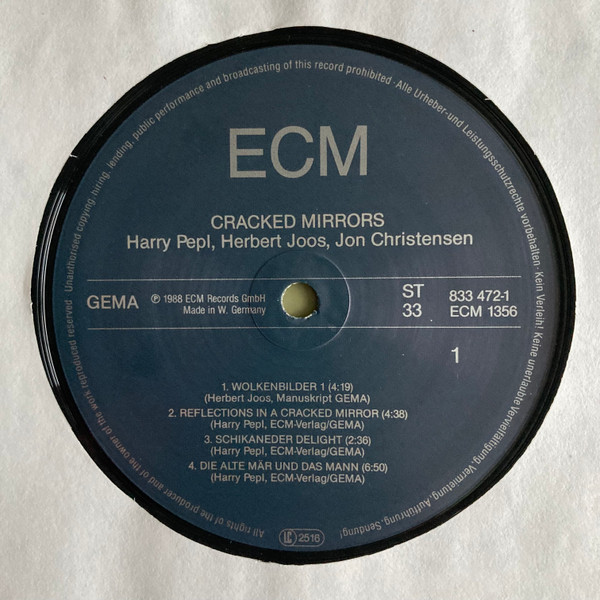 ECM
CRACKED MIRRORS
Harry Pepl, Herbert Joos, Jon Christensen
GEMA
℗ 1988 ECM Records GmbH
Made in W. Germany
ST
33
833 472-1
ECM 1356
1
1. WOLKENBILDER 1 (4:19)
(Herbert Joos, Manuskript GEMA)
2. REFLECTIONS IN A CRACKED MIRROR (4:38)
(Harry Pepl, ECM-Verlag/GEMA)
3. SCHIKANEDER DELIGHT (2:36)
(Harry Pepl, ECM-Verlag/GEMA)
4. DIE ALTE MÄR UND DAS MANN (6:50)
(Harry Pepl, ECM-Verlag/GEMA)
All rights of the producer and of the owner of the work reproduced reserved · Unauthorised copying, hiring, lending, public performance and broadcasting of this record prohibited · Alle Urheber-und Leistungsschutzrechte vorbehalten · Kein Verleih! Keine unerlaubte Vervielfältigung, Vermietung, Aufführung, Sendung!
LC 2516